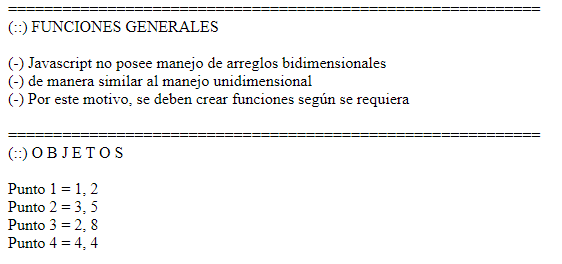 ============================================================
(::) FUNCIONES GENERALES
(-) Javascript no posee manejo de arreglos bidimensionales
(-) de manera similar al manejo unidimensional
(-) Por este motivo, se deben crear funciones según se requiera
============================================================
(::) O B J E T O S
Punto 1 = 1, 2
Punto 2 = 3, 5
Punto 3 = 2, 8
Punto 4 = 4, 4